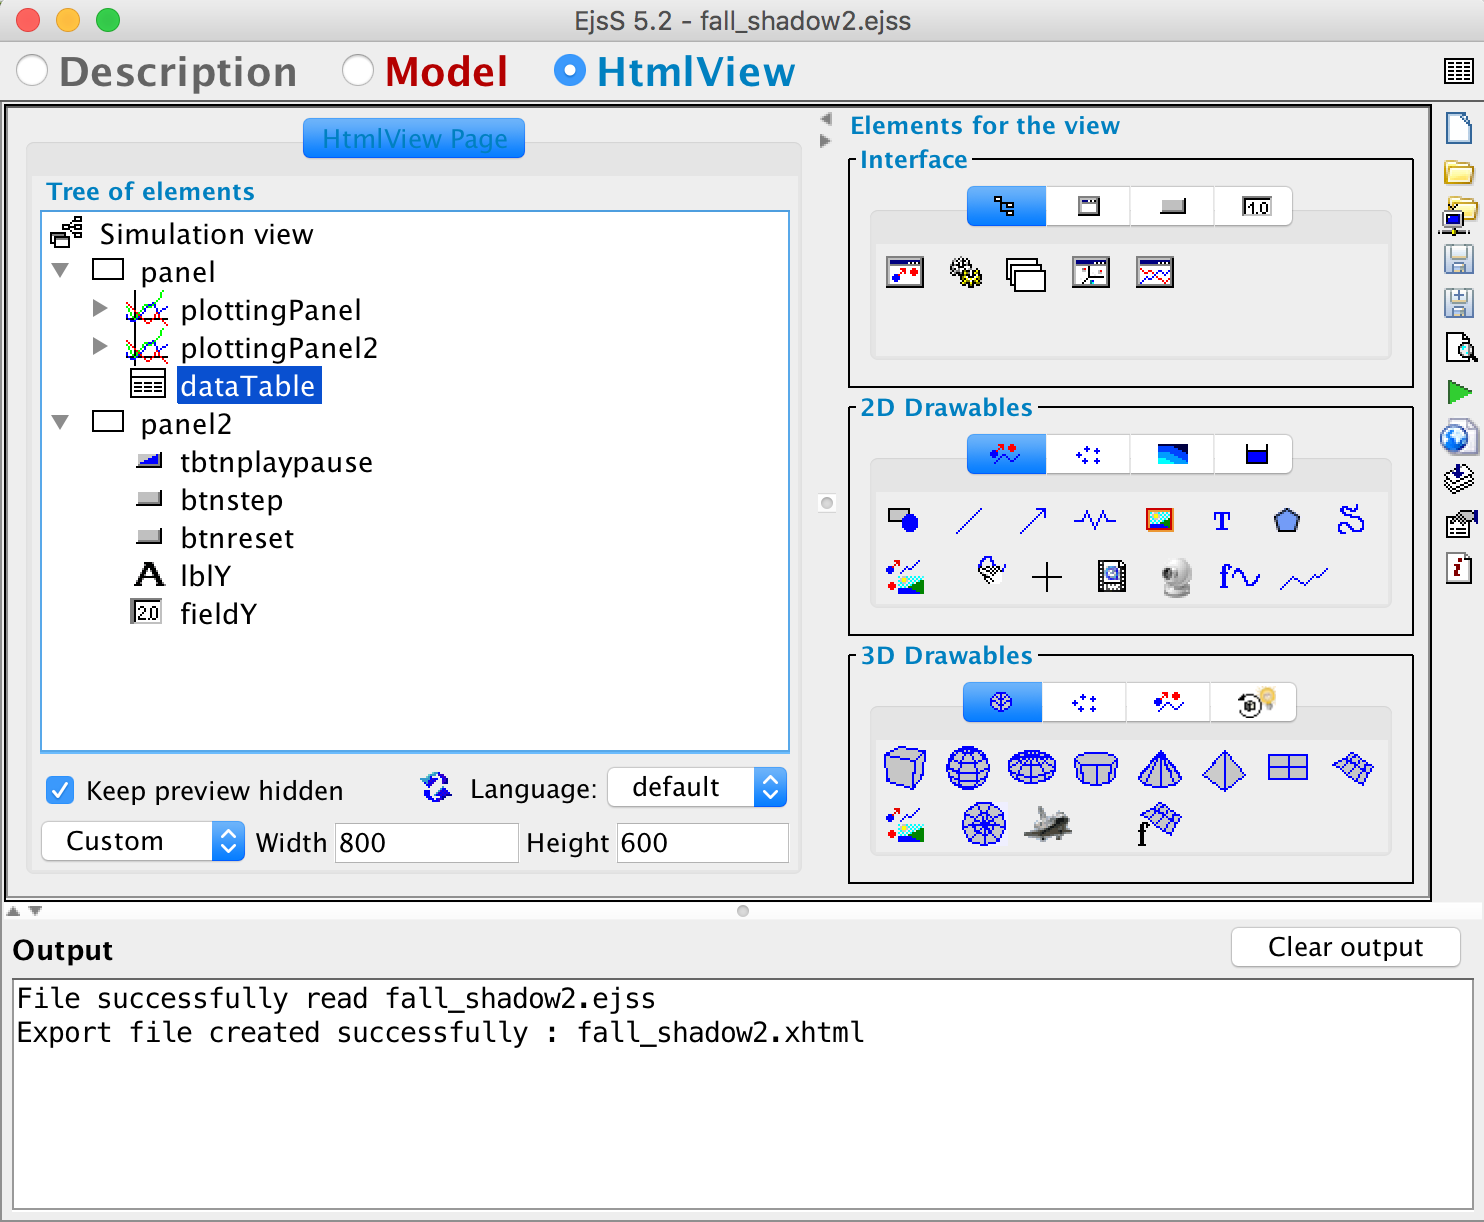 EjsS 5.2 - fall_shadow2.ejss
Description Model HtmlView
HtmlView Page
Tree of elements
Simulation view
panel
plottingPanel
plottingPanel2
dataTable
panel2
tbtnplaypause
btnstep
btnreset
A lblY
2.0 fieldY
Keep preview hidden Language: default
Custom Width 800 Height 600
Elements for the view
Interface
1.0
2D Drawables
T
f
3D Drawables
f
i
Output Clear output
File successfully read fall_shadow2.ejss
Export file created successfully : fall_shadow2.xhtml